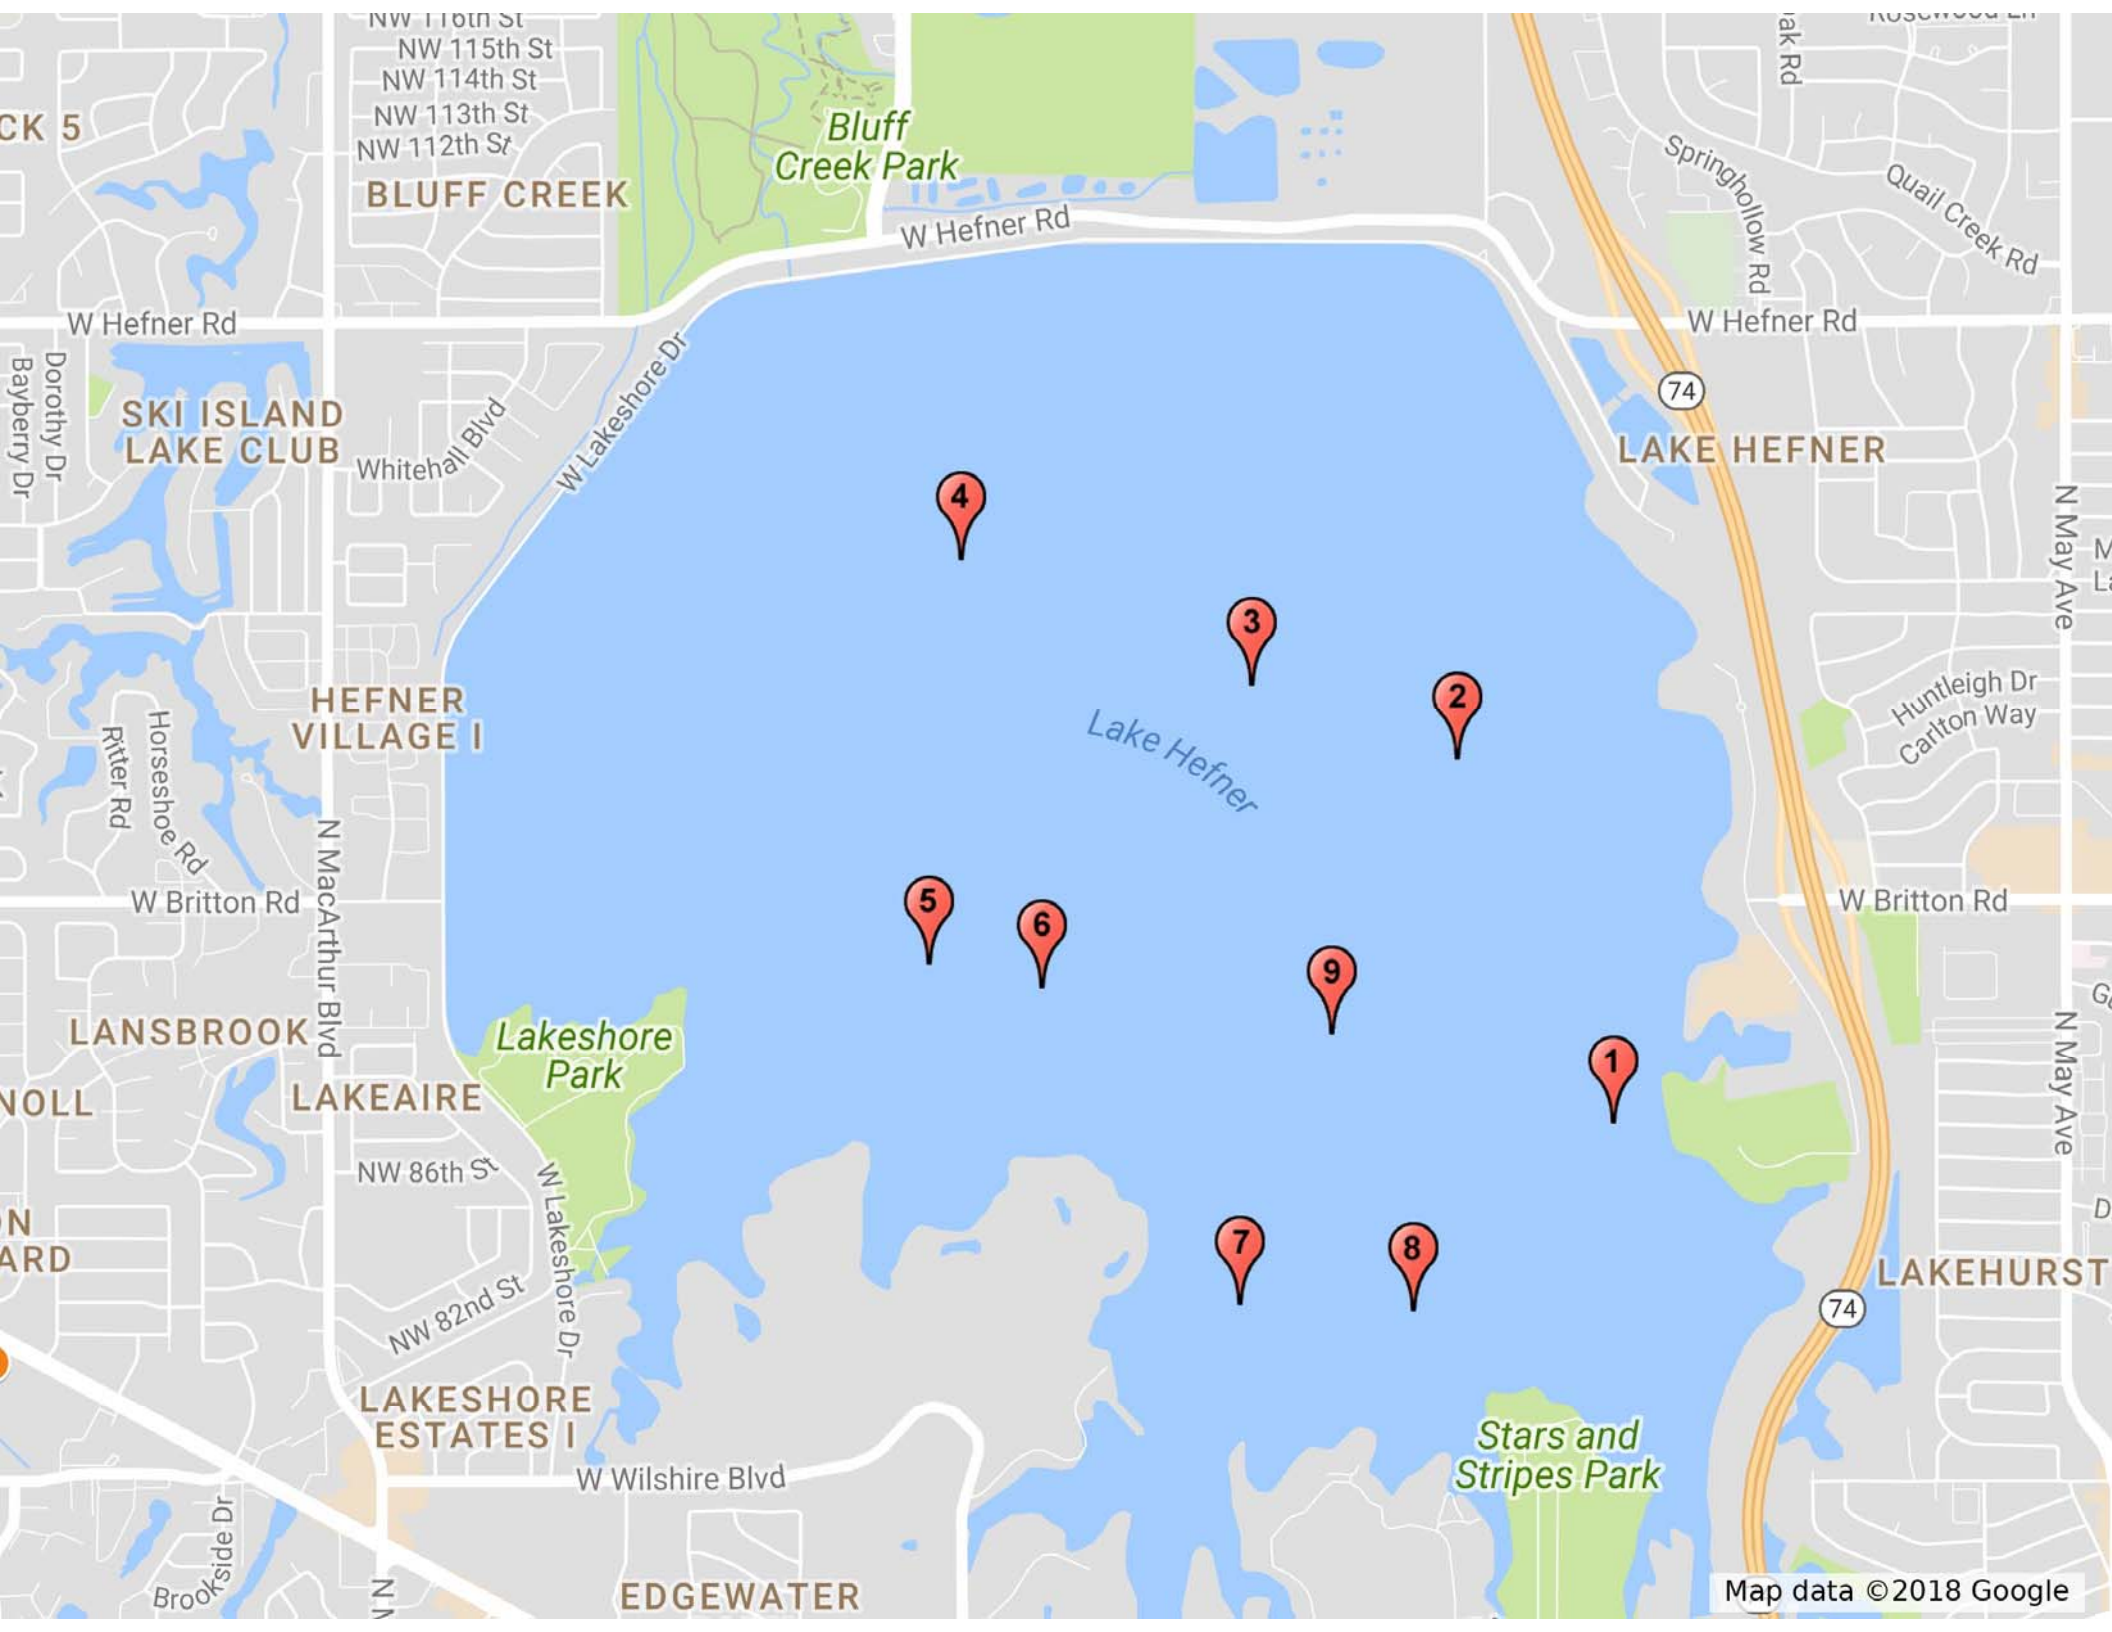 NW 116th St
NW 115th St
NW 114th St
NW 113th St
NW 112th St
CK 5
BLUFF CREEK
Bluff
Creek Park
W Hefner Rd
Springhollow Rd
Quail Creek Rd
Rosewood Ln
W Hefner Rd
W Hefner Rd
74
Dorothy Dr
Bayberry Dr
SKI ISLAND
LAKE CLUB
Whitehall Blvd
W Lakeshore Dr
LAKE HEFNER
N May Ave
4
3
2
Lake Hefner
HEFNER
VILLAGE I
Ritter Rd
Horseshoe Rd
Huntleigh Dr
Carlton Way
N MacArthur Blvd
W Britton Rd
W Britton Rd
5
6
9
1
LANSBROOK
Lakeshore
Park
NOLL
LAKEAIRE
N May Ave
NW 86th St
W Lakeshore Dr
NW 82nd St
7
8
LAKEHURST
74
LAKESHORE
ESTATES I
Stars and
Stripes Park
W Wilshire Blvd
Brooksipe Dr
EDGEWATER
Map data ©2018 Google